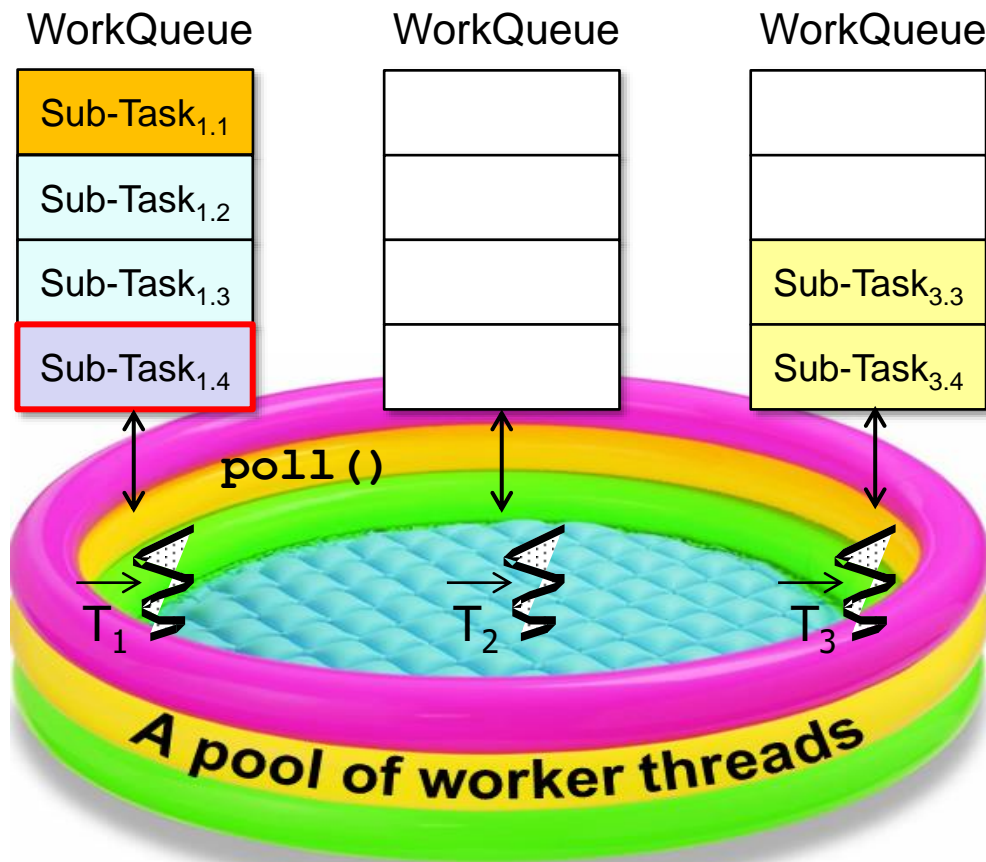 WorkQueue WorkQueue WorkQueue
Sub-Task1.1
Sub-Task1.2
Sub-Task1.3 Sub-Task3.3
Sub-Task1.4 Sub-Task3.4
poll()
T1 T2 T3
A pool of worker threads